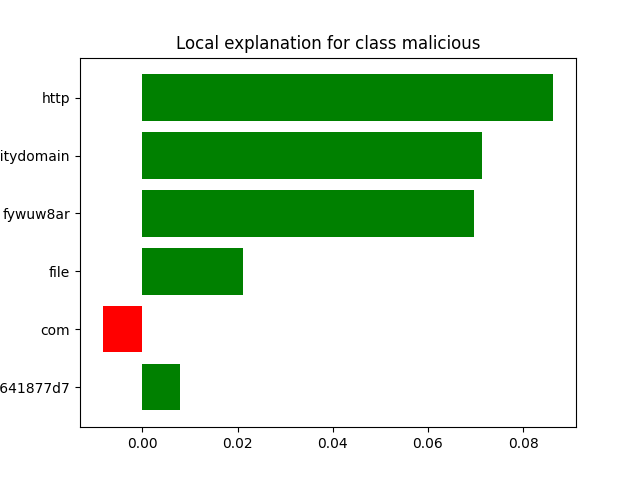 Local explanation for class malicious
http
itydomain
fywuw8ar
file
com
641877d7
0.00 0.02 0.04 0.06 0.08